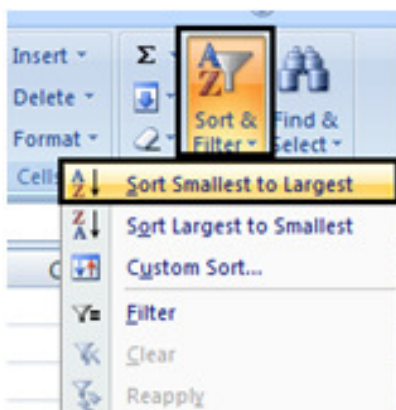 Insert
Delete
Format
Cells
Σ
A
Z
Sort &
Filter
Find &
Select
A
Z
Sort Smallest to Largest
Z
A
Sort Largest to Smallest
C
Custom Sort...
Filter
Clear
Reapply